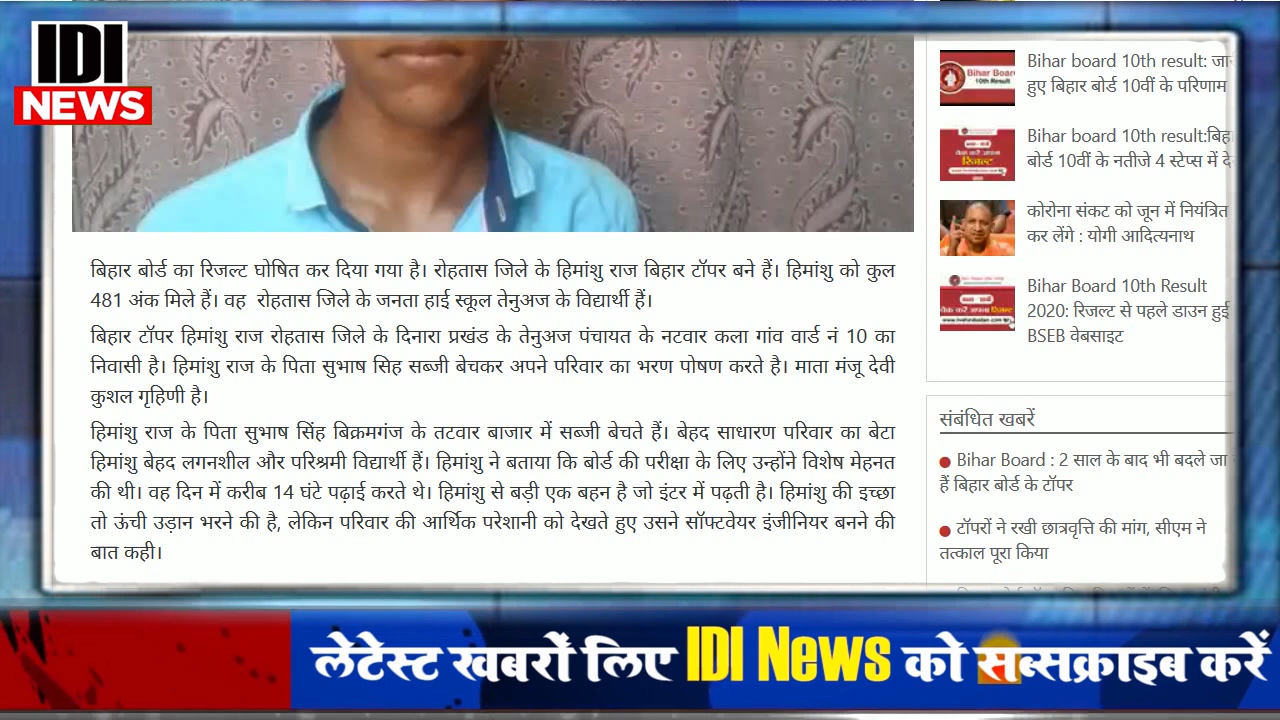 IDI
NEWS
बिहार बोर्ड का रिजल्ट घोषित कर दिया गया है। रोहतास जिले के हिमांशु राज बिहार टॉपर बने हैं। हिमांशु को कुल
481 अंक मिले हैं। वह रोहतास जिले के जनता हाई स्कूल तेनुअज के विद्यार्थी हैं।
बिहार टॉपर हिमांशु राज रोहतास जिले के दिनारा प्रखंड के तेनुअज पंचायत के नटवार कला गांव वार्ड नं 10 का
निवासी है। हिमांशु राज के पिता सुभाष सिह सब्जी बेचकर अपने परिवार का भरण पोषण करते है। माता मंजू देवी
कुशल गृहिणी है।
हिमांशु राज के पिता सुभाष सिंह बिक्रमगंज के तटवार बाजार में सब्जी बेचते हैं। बेहद साधारण परिवार का बेटा
हिमांशु बेहद लगनशील और परिश्रमी विद्यार्थी हैं। हिमांशु ने बताया कि बोर्ड की परीक्षा के लिए उन्होंने विशेष मेहनत
की थी। वह दिन में करीब 14 घंटे पढ़ाई करते थे। हिमांशु से बड़ी एक बहन है जो इंटर में पढ़ती है। हिमांशु की इच्छा
तो ऊंची उड़ान भरने की है, लेकिन परिवार की आर्थिक परेशानी को देखते हुए उसने सॉफ्टवेयर इंजीनियर बनने की
बात कही।
Bihar Board
10th Result
Bihar board 10th result:
हुए बिहार बोर्ड 10वीं के परिणाम
रिजल्ट
Bihar board 10th result:
बोर्ड 10वीं के नतीजे 4 स्टेप्स में
कोरोना संकट को जून में नियंत्रित
कर लेंगे : योगी आदित्यनाथ
Bihar Board 10th Result
2020: रिजल्ट से पहले डाउन हुई
BSEB वेबसाइट
संबंधित खबरें
Bihar Board : 2 साल के बाद भी बदले जा
हैं बिहार बोर्ड के टॉपर
टॉपरों ने रखी छात्रवृत्ति की मांग, सीएम ने
तत्काल पूरा किया
लेटेस्ट खबरों लिए IDI News को सब्सक्राइब करें